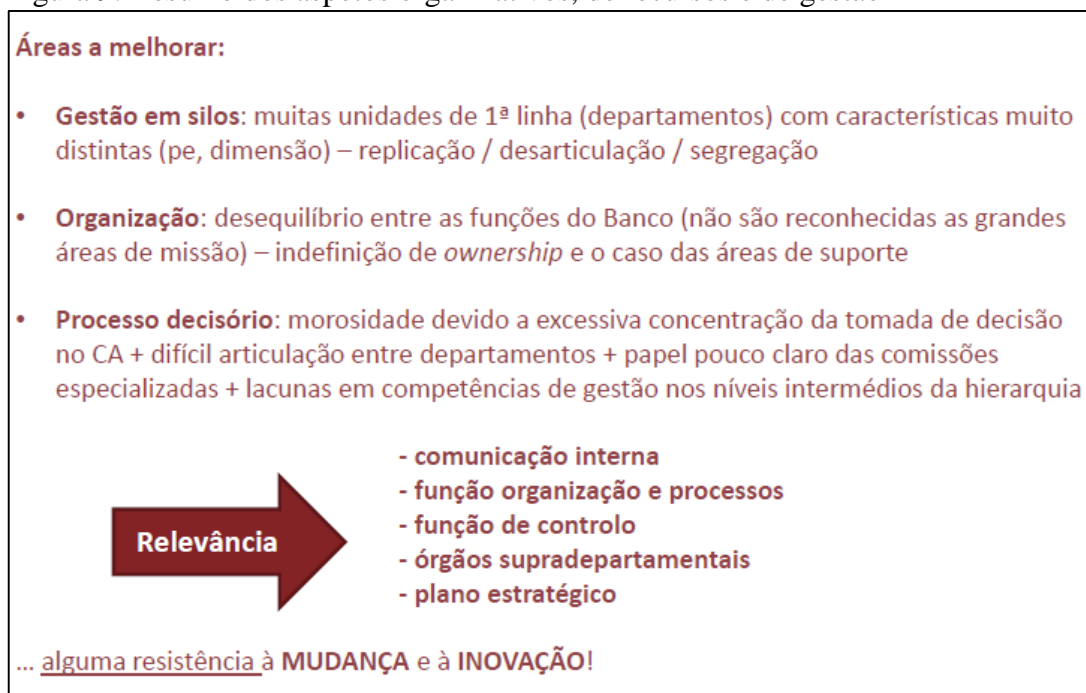 Áreas a melhorar:
• Gestão em silos: muitas unidades de 1ª linha (departamentos) com características muito
distintas (pe, dimensão) – replicação / desarticulação / segregação
• Organização: desequilíbrio entre as funções do Banco (não são reconhecidas as grandes
áreas de missão) – indefinição de ownership e o caso das áreas de suporte
• Processo decisório: morosidade devido a excessiva concentração da tomada de decisão
no CA + difícil articulação entre departamentos + papel pouco claro das comissões
especializadas + lacunas em competências de gestão nos níveis intermédios da hierarquia
Relevância
- comunicação interna
- função organização e processos
- função de controlo
- órgãos supradepartamentais
- plano estratégico
... alguma resistência à MUDANÇA e à INOVAÇÃO!